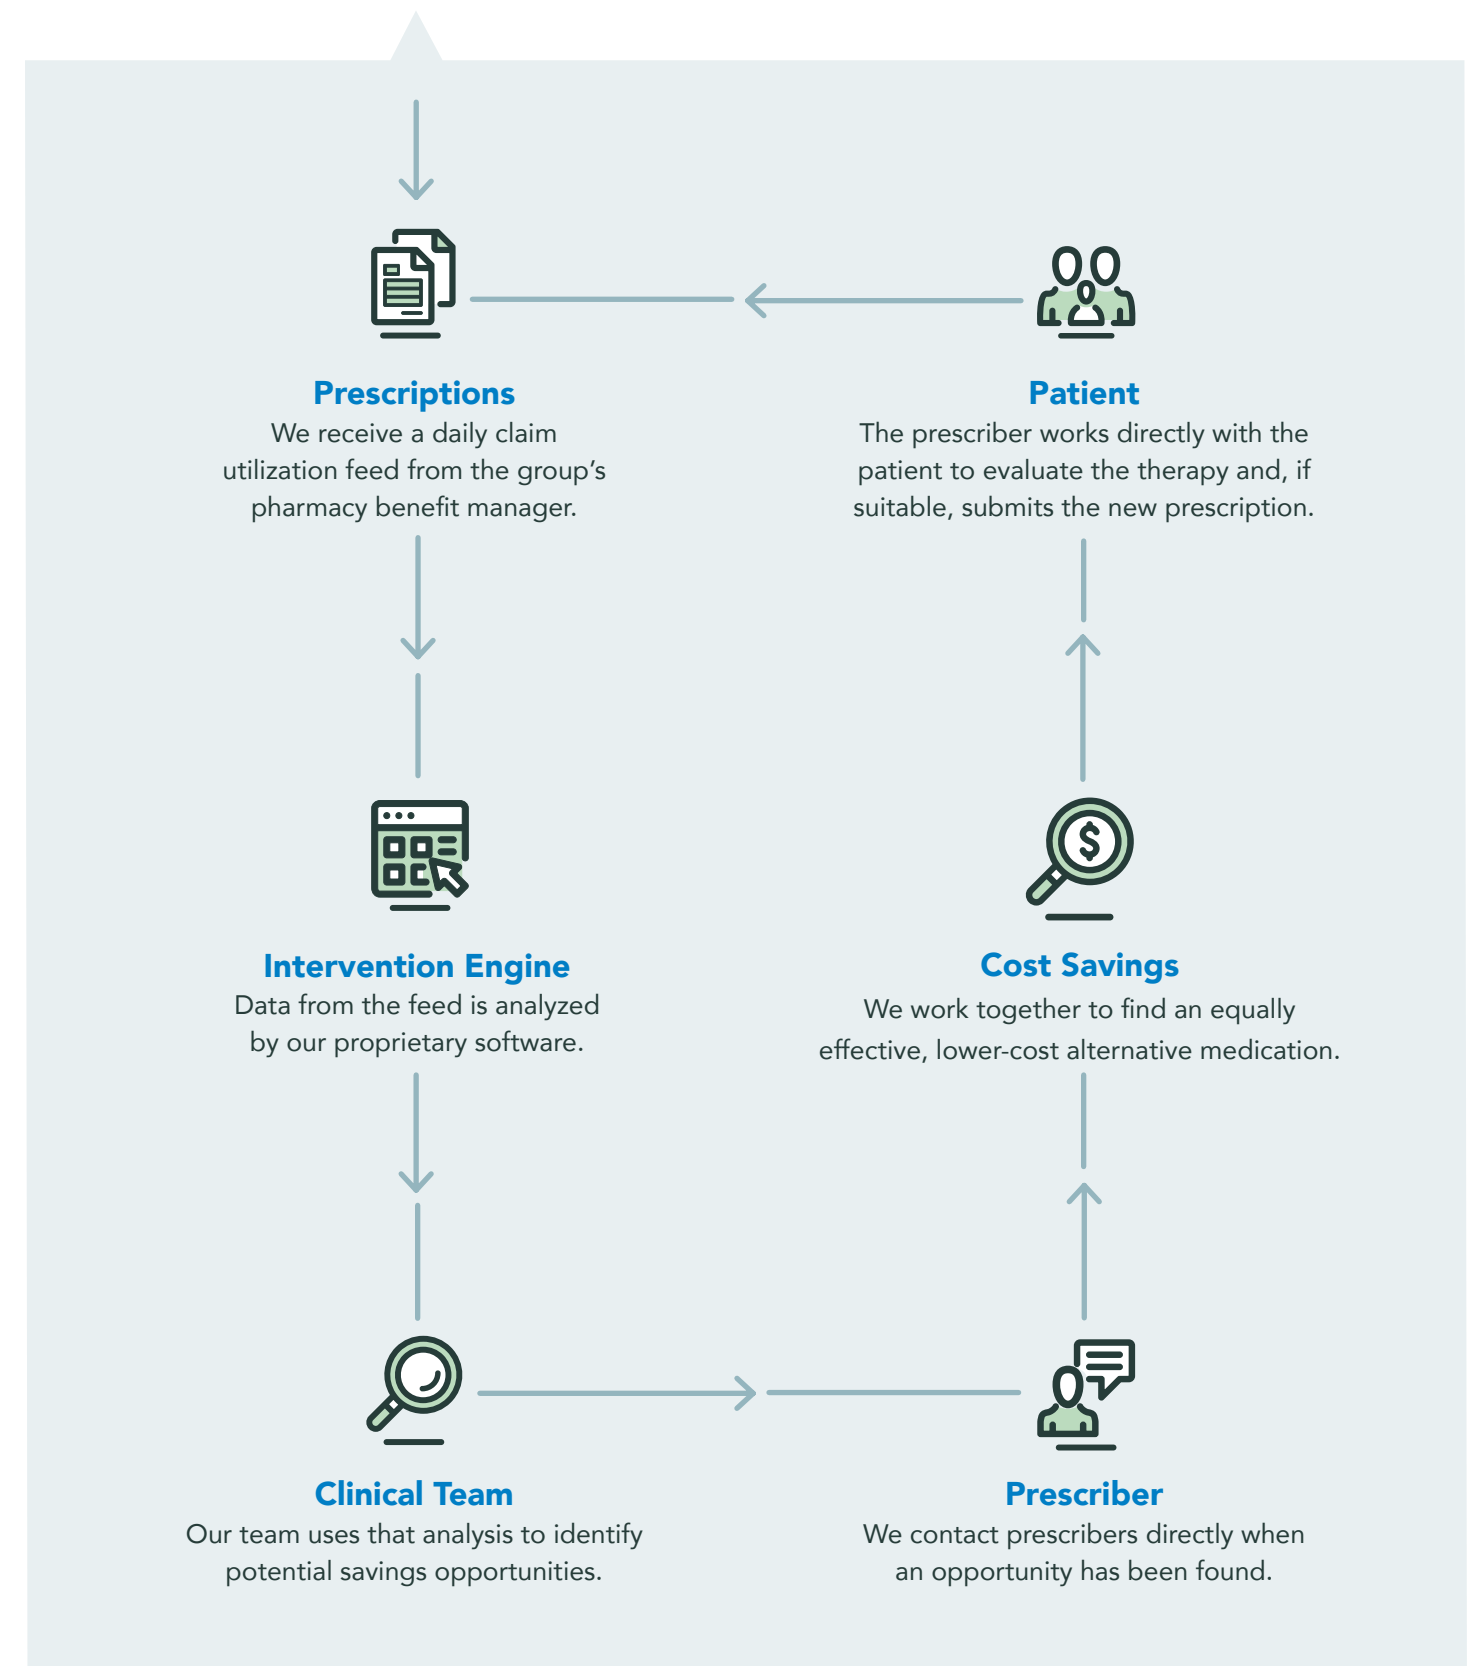 Prescriptions
We receive a daily claim
utilization feed from the group’s
pharmacy benefit manager.
Patient
The prescriber works directly with the
patient to evaluate the therapy and, if
suitable, submits the new prescription.
Intervention Engine
Data from the feed is analyzed
by our proprietary software.
Cost Savings
We work together to find an equally
effective, lower-cost alternative medication.
Clinical Team
Our team uses that analysis to identify
potential savings opportunities.
Prescriber
We contact prescribers directly when
an opportunity has been found.
$